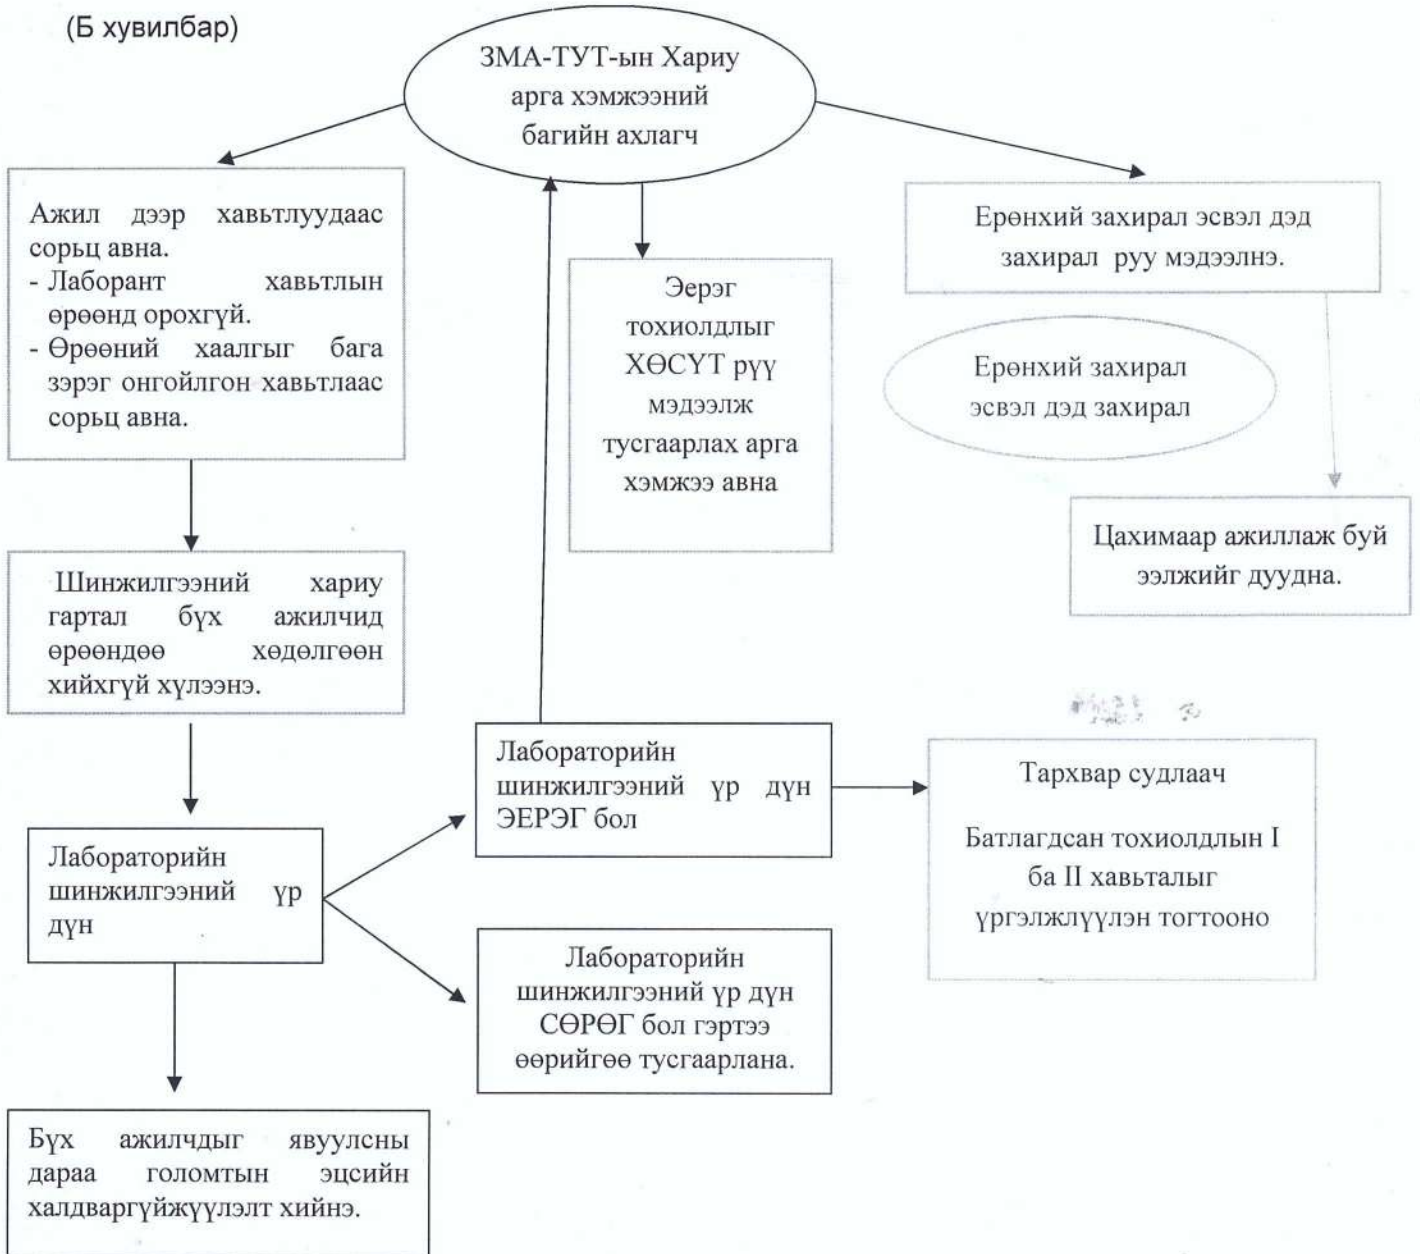 (Б хувилбар)
ЗМА-ТУТ-ын Хариу
арга хэмжээний
багийн ахлагч
Ажил дээр хавьтлуудаас
сорьц авна.
- Лаборант хавьтлын
өрөөнд орохгүй.
- Өрөөний хаалгыг бага
зэрэг онгойлгон хавьтлаас
сорьц авна.
Эерэг
тохиолдлыг
ХӨСҮТ рүү
мэдээлж
тусгаарлах арга
хэмжээ авна
Ерөнхий захирал эсвэл дэд
захирал руу мэдээлнэ.
Ерөнхий захирал
эсвэл дэд захирал
Цахимаар ажиллаж буй
ээлжийг дуудна.
Шинжилгээний хариу
гартал бүх ажилчид
өрөөндөө хөдөлгөөн
хийхгүй хүлээнэ.
Лабораторийн
шинжилгээний үр
дүн
Лабораторийн
шинжилгээний үр дүн
ЭЕРЭГ бол
Тархвар судлаач
Батлагдсан тохиолдлын I
ба II хавьталыг
үргэлжлүүлэн тогтооно
Лабораторийн
шинжилгээний үр дүн
СӨРӨГ бол гэртээ
өөрийгөө тусгаарлана.
Бүх ажилчдыг явуулсны
дараа голомтын эцсийн
халдваргүйжүүлэлт хийнэ.